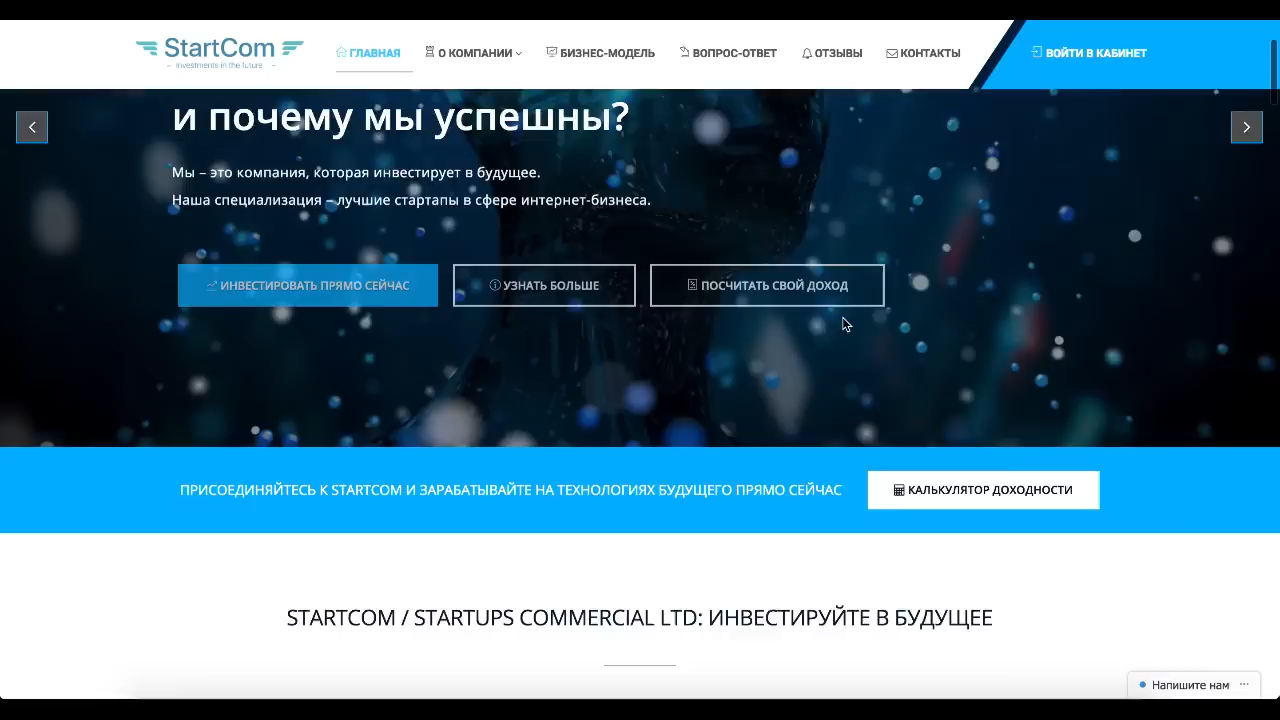 StartCom
– investments in the future –
ГЛАВНАЯ
О КОМПАНИИ
БИЗНЕС-МОДЕЛЬ
ВОПРОС-ОТВЕТ
ОТЗЫВЫ
КОНТАКТЫ
ВОЙТИ В КАБИНЕТ
и почему мы успешны?
Мы – это компания, которая инвестирует в будущее.
Наша специализация – лучшие стартапы в сфере интернет-бизнеса.
ИНВЕСТИРОВАТЬ ПРЯМО СЕЙЧАС
УЗНАТЬ БОЛЬШЕ
ПОСЧИТАТЬ СВОЙ ДОХОД
ПРИСОЕДИНЯЙТЕСЬ К STARTCOM И ЗАРАБАТЫВАЙТЕ НА ТЕХНОЛОГИЯХ БУДУЩЕГО ПРЯМО СЕЙЧАС
КАЛЬКУЛЯТОР ДОХОДНОСТИ
STARTCOM / STARTUPS COMMERCIAL LTD: ИНВЕСТИРУЙТЕ В БУДУЩЕЕ
Напишите нам